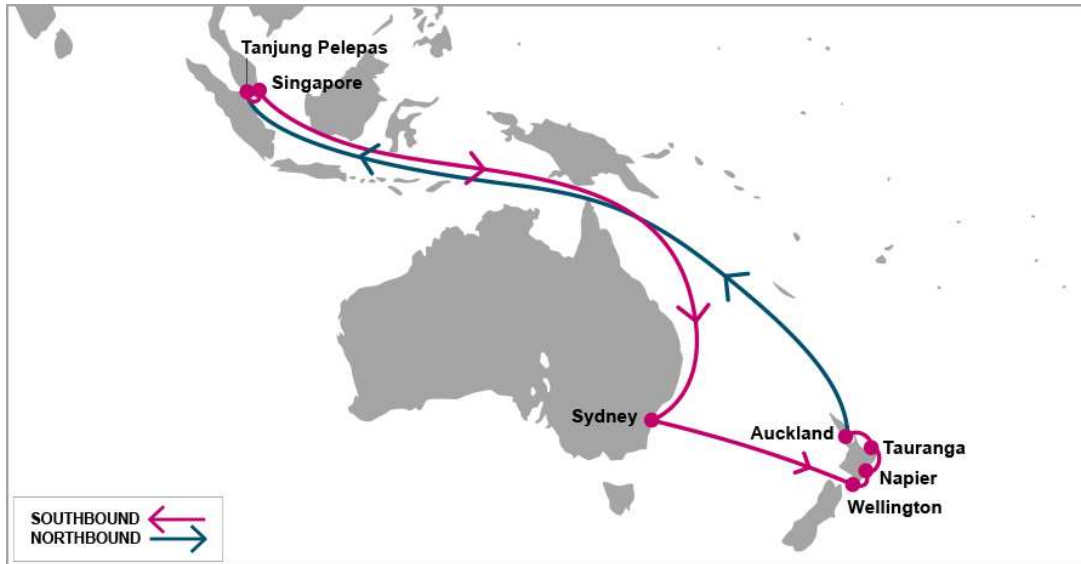 Tanjung Pelepas
Singapore
Sydney
Auckland
Tauranga
Napier
Wellington
SOUTHBOUND
NORTHBOUND